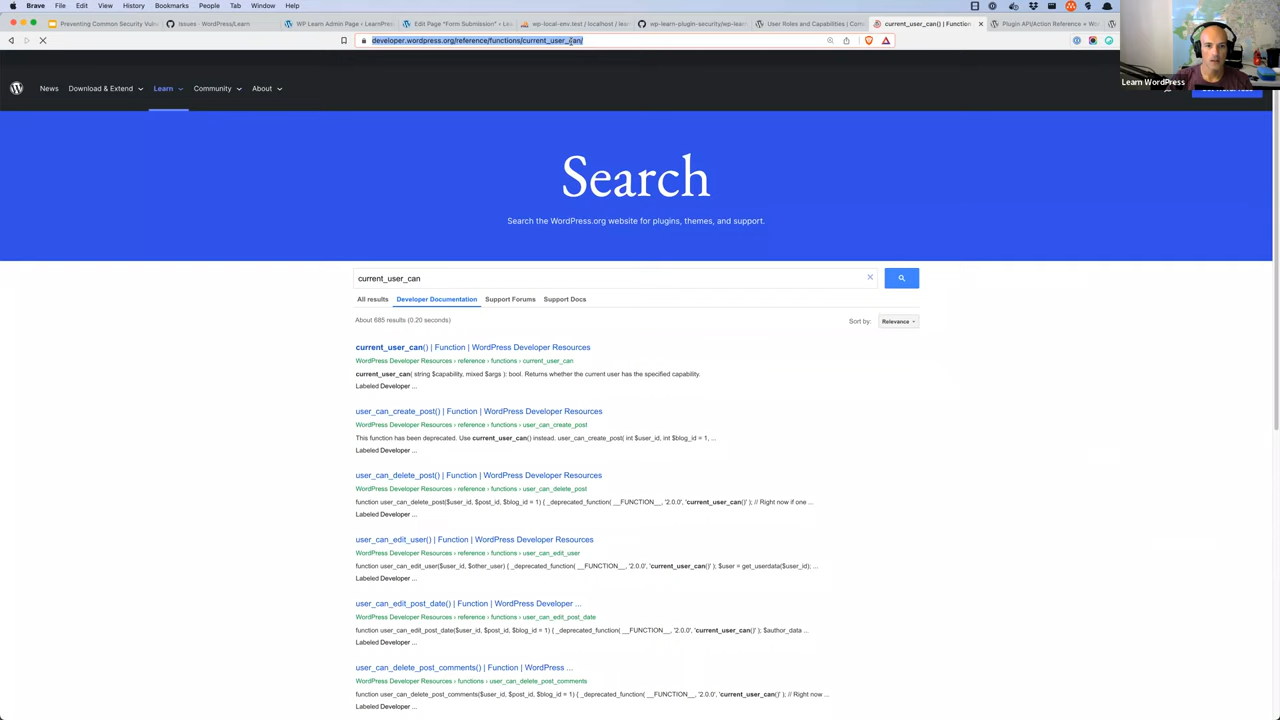 Brave File Edit View History Bookmarks People Tab Window Help
Preventing Common Security Vuln Issues · WordPress/Learn WP Learn Admin Page ‹ LearnPress Edit Page "Form Submission" ‹ Le wp-local-env.test / localhost / lear wp-learn-plugin-security/wp-lear User Roles and Capabilities | Com current_user_can() | Function | Plugin API/Action Reference « Wo
developer.wordpress.org/reference/functions/current_user_can/
Learn WordPress
News Download & Extend Learn Community About
Search
Search the WordPress.org website for plugins, themes, and support.
current_user_can
All results Developer Documentation Support Forums Support Docs
About 685 results (0.20 seconds)
Sort by: Relevance
current_user_can() | Function | WordPress Developer Resources
WordPress Developer Resources › reference › functions › current_user_can
current_user_can( string $capability, mixed $args ): bool. Returns whether the current user has the specified capability.
Labeled Developer ...
user_can_create_post() | Function | WordPress Developer Resources
WordPress Developer Resources › reference › functions › user_can_create_post
This function has been deprecated. Use current_user_can() instead. user_can_create_post( int $user_id, int $blog_id = 1, ...
Labeled Developer ...
user_can_delete_post() | Function | WordPress Developer Resources
WordPress Developer Resources › reference › functions › user_can_delete_post
function user_can_delete_post($user_id, $post_id, $blog_id = 1) { _deprecated_function( __FUNCTION__, '2.0.0', 'current_user_can()' ); // Right now if one ...
Labeled Developer ...
user_can_edit_user() | Function | WordPress Developer Resources
WordPress Developer Resources › reference › functions › user_can_edit_user
function user_can_edit_user($user_id, $other_user) { _deprecated_function( __FUNCTION__, '2.0.0', 'current_user_can()' ); $user = get_userdata($user_id); ...
Labeled Developer ...
user_can_edit_post_date() | Function | WordPress Developer ...
WordPress Developer Resources › reference › functions › user_can_edit_post_date
function user_can_edit_post_date($user_id, $post_id, $blog_id = 1) { _deprecated_function( __FUNCTION__, '2.0.0', 'current_user_can()' ); $author_data ...
Labeled Developer ...
user_can_delete_post_comments() | Function | WordPress ...
WordPress Developer Resources › functions › user_can_delete_post_comments
function user_can_delete_post_comments($user_id, $post_id, $blog_id = 1) { _deprecated_function( __FUNCTION__, '2.0.0', 'current_user_can()' ); // Right now ...
Labeled Developer ...